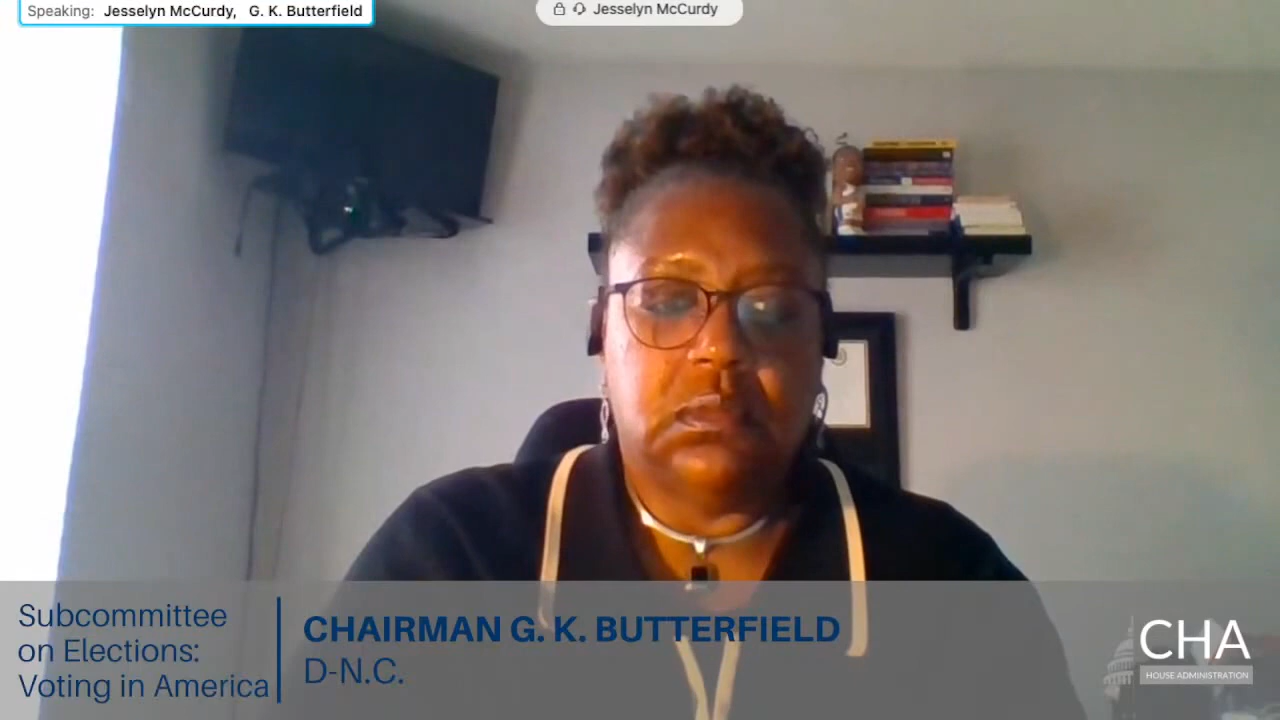 Speaking: Jesselyn McCurdy, G. K. Butterfield
Jesselyn McCurdy
Subcommittee
on Elections:
Voting in America
CHAIRMAN G. K. BUTTERFIELD
D-N.C.
CHA
HOUSE ADMINISTRATION